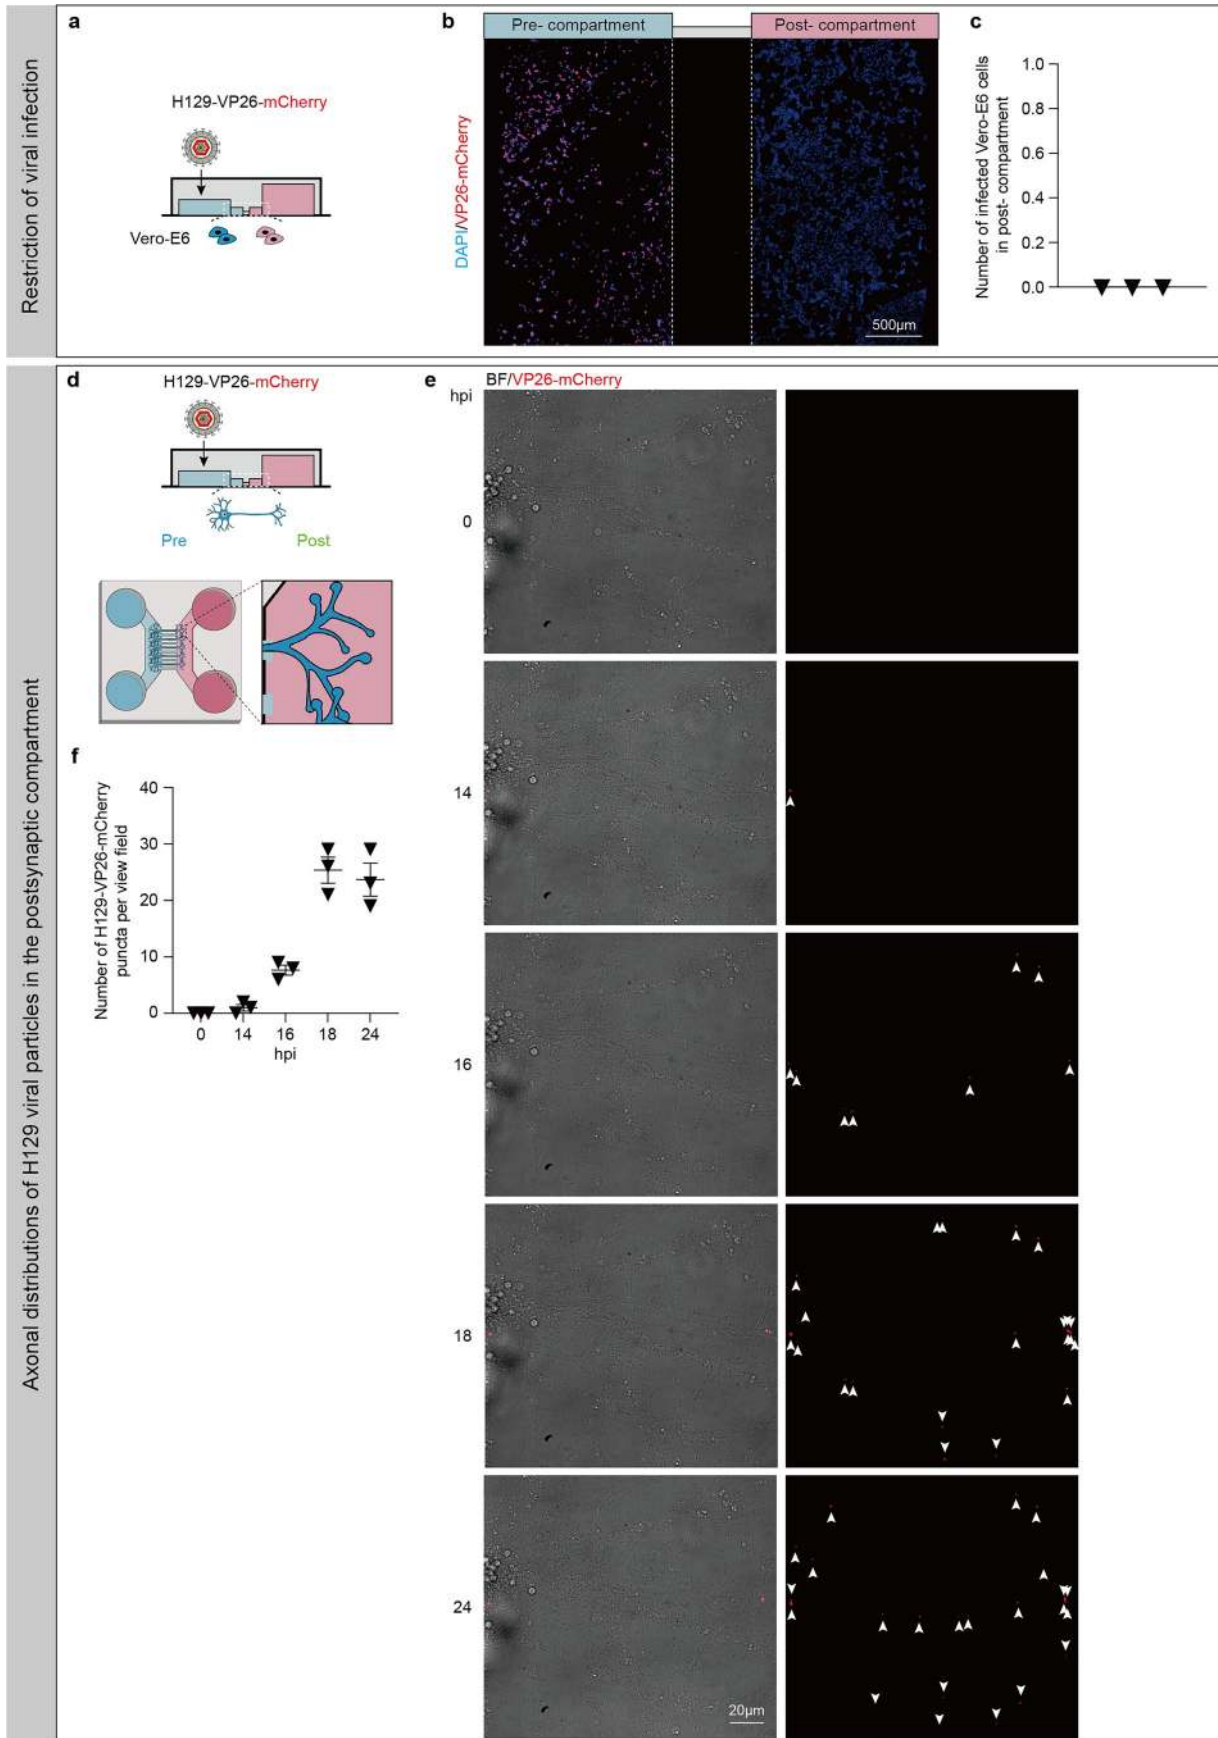 Restriction of viral infection
a
H129-VP26-mCherry
Vero-E6
b
Pre- compartment
Post- compartment
DAPI/VP26-mCherry
500µm
c
Number of infected Vero-E6 cells
in post- compartment
1.0
0.8
0.6
0.4
0.2
0.0
Axonal distributions of H129 viral particles in the postsynaptic compartment
d
H129-VP26-mCherry
Pre
Post
e
BF/VP26-mCherry
hpi
0
14
16
18
24
20µm
f
Number of H129-VP26-mCherry
puncta per view field
40
30
20
10
0
0 14 16 18 24
hpi